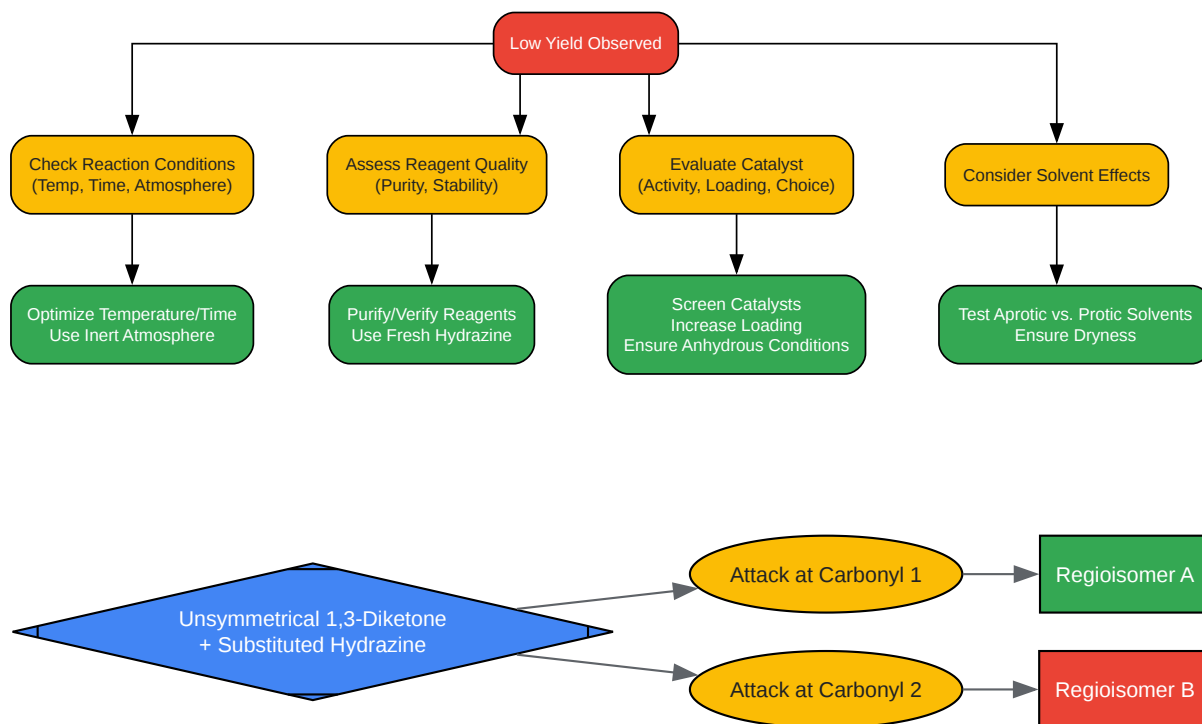 Low Yield Observed
Check Reaction Conditions
(Temp, Time, Atmosphere)
Assess Reagent Quality
(Purity, Stability)
Evaluate Catalyst
(Activity, Loading, Choice)
Consider Solvent Effects
Optimize Temperature/Time
Use Inert Atmosphere
Purify/Verify Reagents
Use Fresh Hydrazine
Screen Catalysts
Increase Loading
Ensure Anhydrous Conditions
Test Aprotic vs. Protic Solvents
Ensure Dryness
Unsymmetrical 1,3-Diketone
+ Substituted Hydrazine
Attack at Carbonyl 1
Regioisomer A
Attack at Carbonyl 2
Regioisomer B